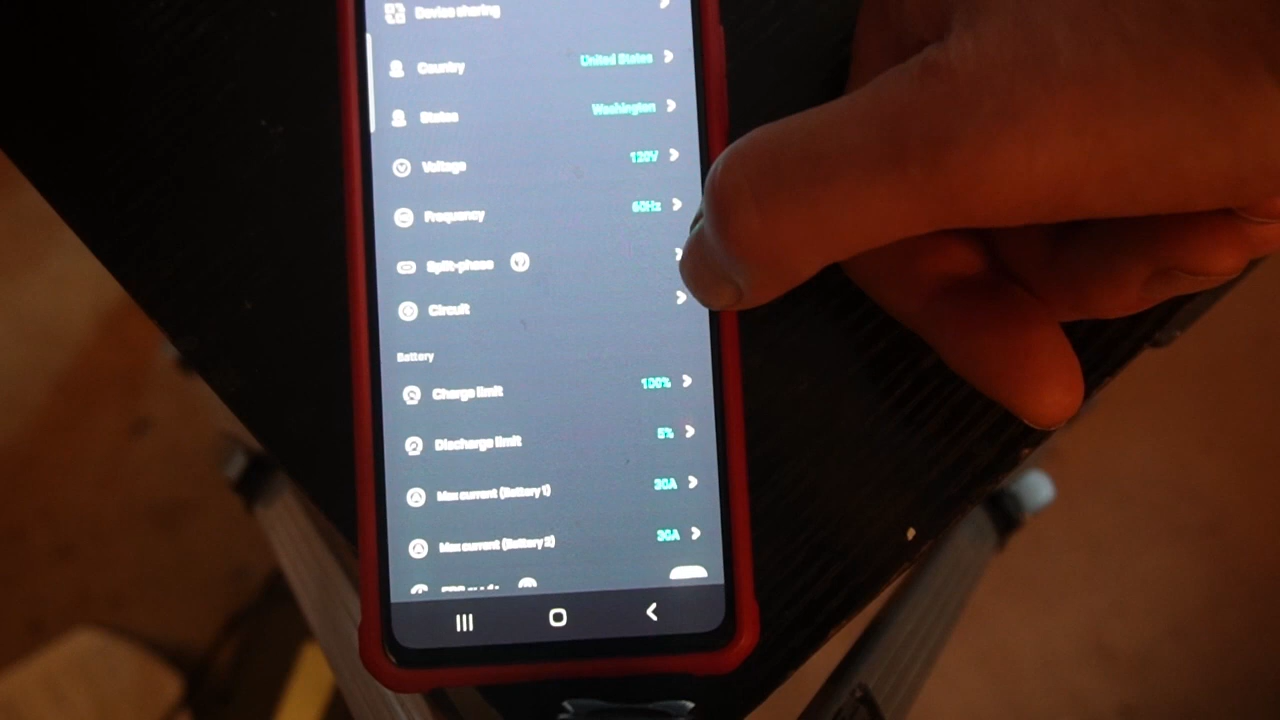 Device sharing
Country United States
States Washington
Voltage 120V
Frequency 60Hz
Split-phase
Circuit
Battery
Charge limit 100%
Discharge limit 5%
Max current (Battery 1) 30A
Max current (Battery 2) 30A